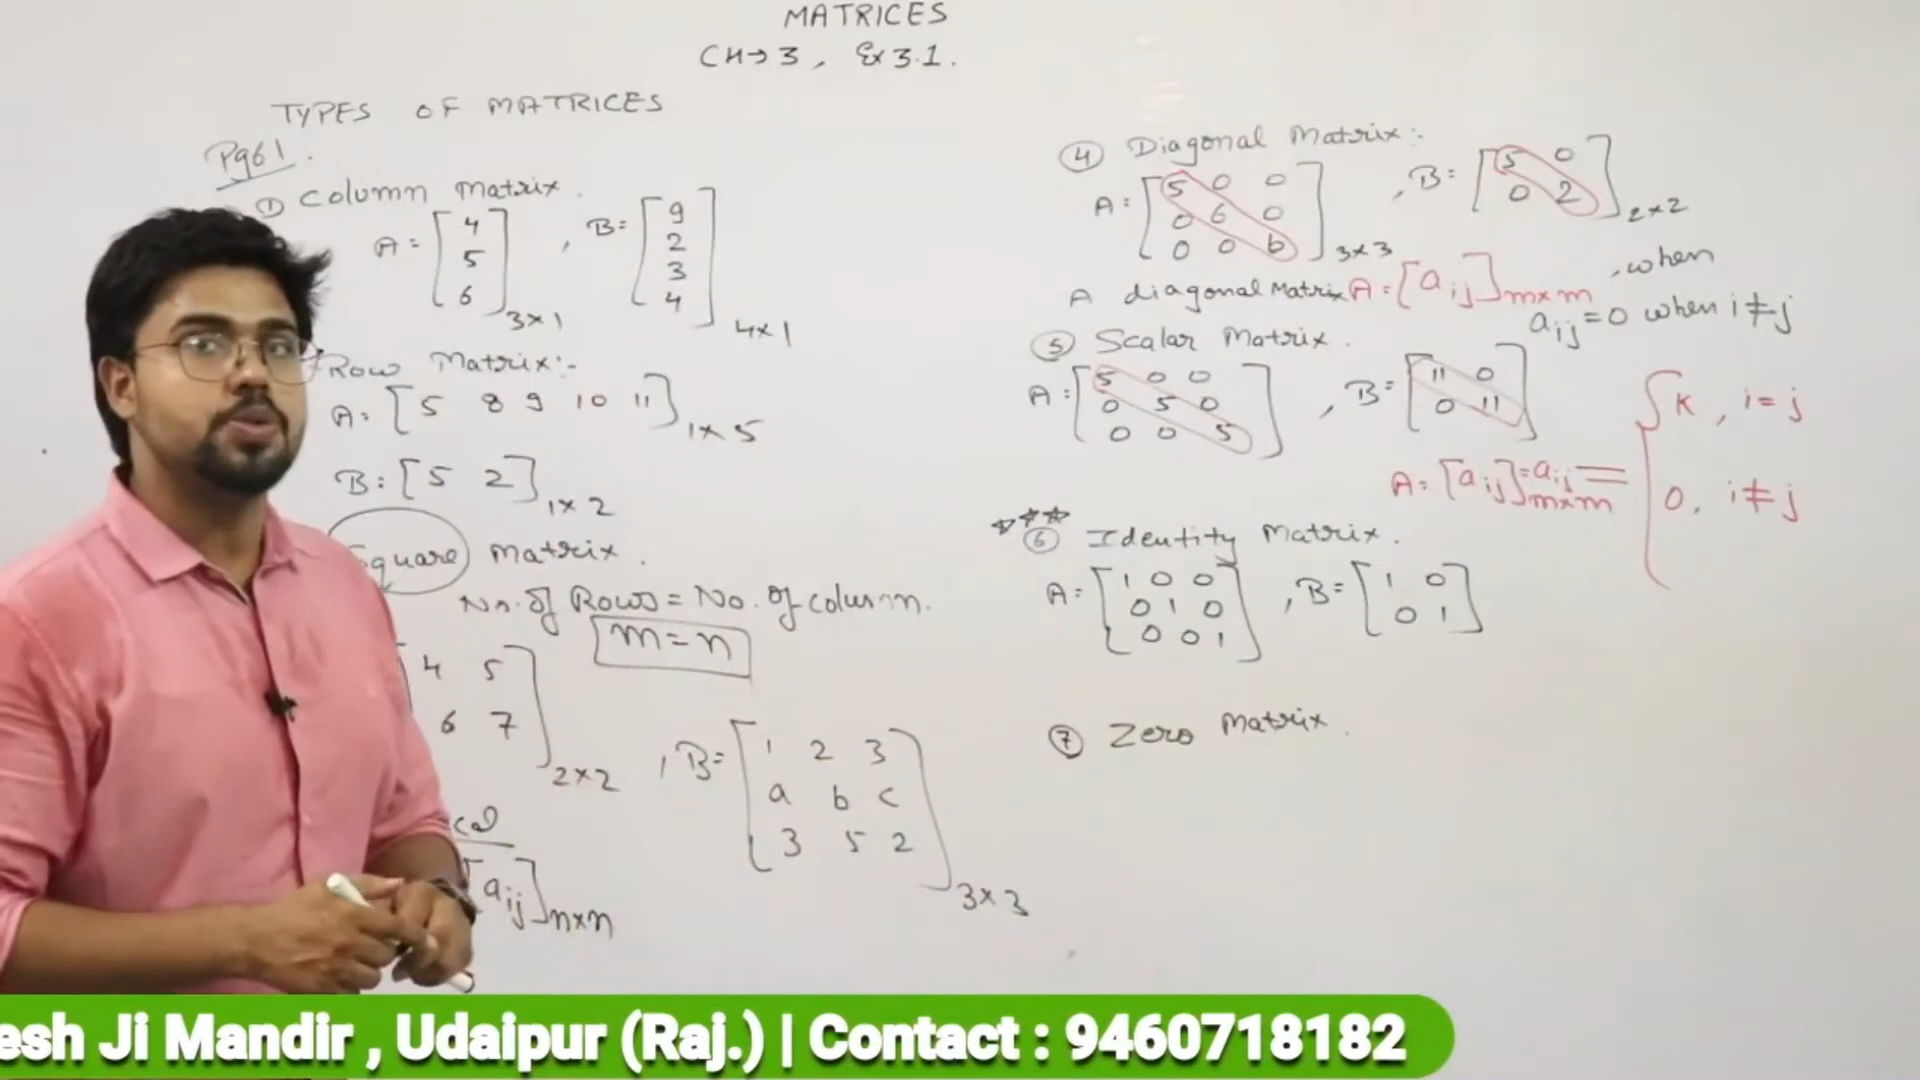 MATRICES
CH→3, Ex 3.1.
TYPES OF MATRICES
Pg61.
① Column Matrix.
A = [4 5 6] 3×1 , B = [9 2 3 4] 4×1
Row Matrix:-
A: [5 8 9 10 11] 1×5
B: [5 2] 1×2
Square Matrix.
No. of Rows = No. of column.
m = n
4 5
6 7
2×2
, B =
1 2 3
a b c
3 5 2
3×3
[aij] n×n
④ Diagonal Matrix:-
A:
5 0 0
0 6 0
0 0 b
3×3
, B:
5 0
0 2
2×2
A diagonal Matrix A = [aij] m×m , when
aij = 0 when i ≠ j
⑤ Scalar Matrix.
A:
5 0 0
0 5 0
0 0 5
, B =
11 0
0 11
A = [aij] m×m = aij = { K, i = j
0, i ≠ j
⑥ Identity Matrix.
A =
1 0 0
0 1 0
0 0 1
, B =
1 0
0 1
⑦ Zero Matrix.
esh Ji Mandir , Udaipur (Raj.) | Contact : 9460718182